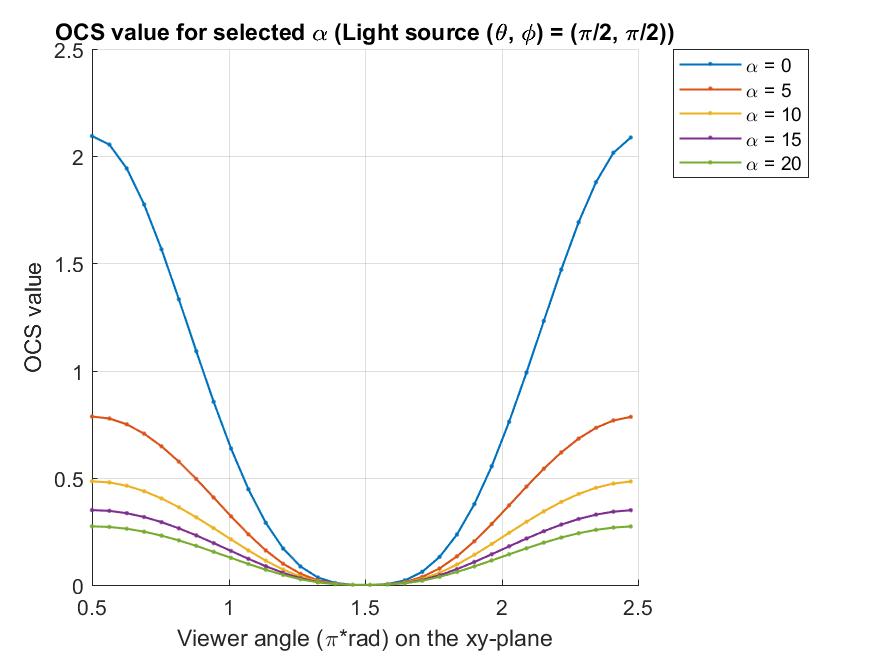 OCS value for selected α (Light source (θ, ϕ) = (π/2, π/2))
2.5
2
1.5
1
0.5
0
OCS value
0.5 1 1.5 2 2.5
Viewer angle (π*rad) on the xy-plane
α = 0
α = 5
α = 10
α = 15
α = 20